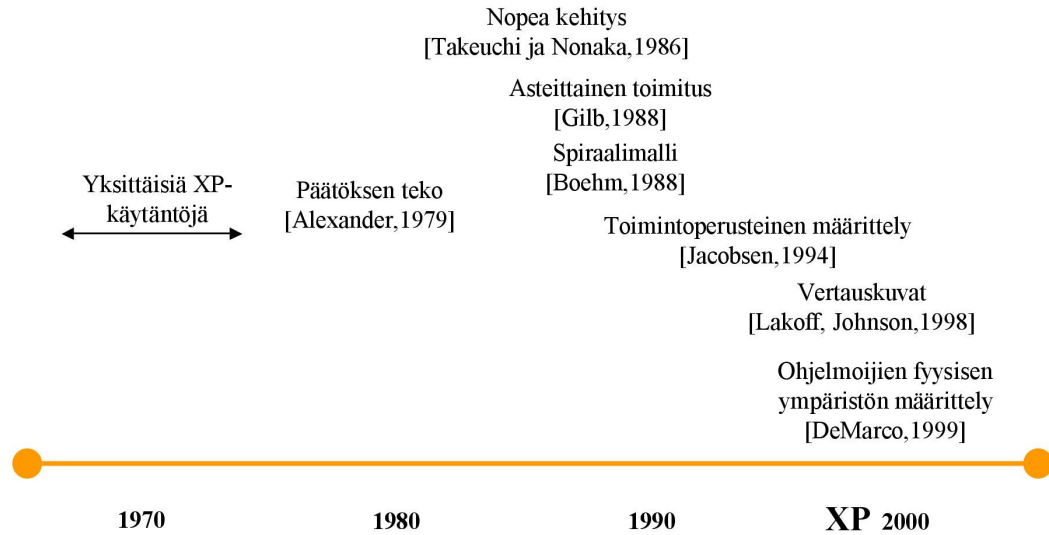 Nopea kehitys
[Takeuchi ja Nonaka,1986]
Asteittainen toimitus
[Gilb,1988]
Spiraalimalli
[Boehm,1988]
Yksittäisiä XP-
käytäntöjä
Päätöksen teko
[Alexander,1979]
Toimintoperusteinen määrittely
[Jacobsen,1994]
Vertauskuvat
[Lakoff, Johnson,1998]
Ohjelmoijien fyysisen
ympäristön määrittely
[DeMarco,1999]
1970 1980 1990 XP 2000